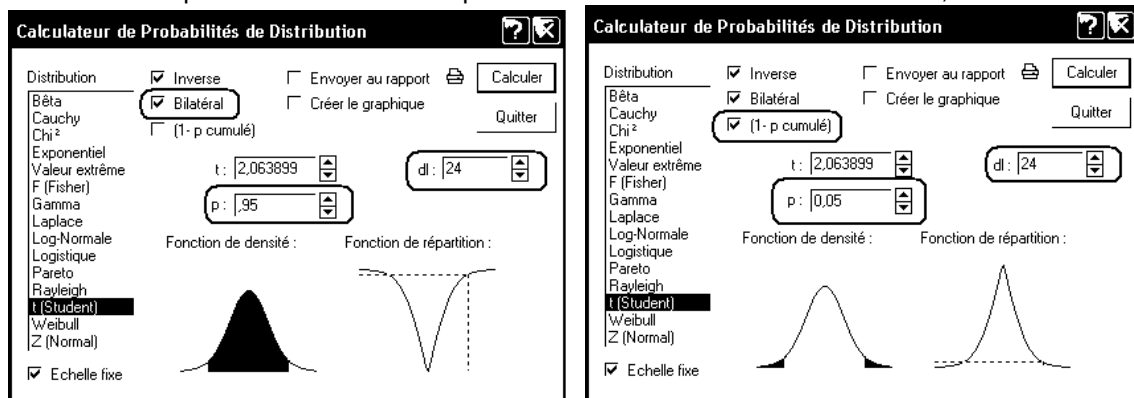 Calculateur de Probabilités de Distribution
Distribution
Inverse
Envoyer au rapport
Calculer
Bêta
Bilatéral
Créer le graphique
Cauchy
Quitter
Chi²
(1- p cumulé)
Exponentiel
Valeur extrême
t : 2,063899
dl : 24
F (Fisher)
Gamma
p : ,95
Laplace
Log-Normale
Fonction de densité :
Fonction de répartition :
Logistique
Pareto
Rayleigh
t (Student)
Weibull
Z (Normal)
Echelle fixe
Calculateur de Probabilités de Distribution
Distribution
Inverse
Envoyer au rapport
Calculer
Bêta
Bilatéral
Créer le graphique
Cauchy
Quitter
Chi²
(1- p cumulé)
Exponentiel
Valeur extrême
t : 2,063899
dl : 24
F (Fisher)
Gamma
p : 0,05
Laplace
Log-Normale
Fonction de densité :
Fonction de répartition :
Logistique
Pareto
Rayleigh
t (Student)
Weibull
Z (Normal)
Echelle fixe